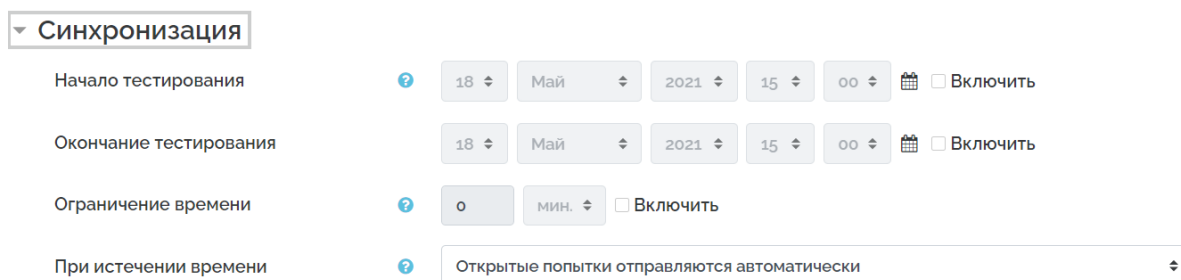 Синхронизация
Начало тестирования ? 18 Май 2021 15 00 Включить
Окончание тестирования 18 Май 2021 15 00 Включить
Ограничение времени ? 0 мин. Включить
При истечении времени ? Открытые попытки отправляются автоматически